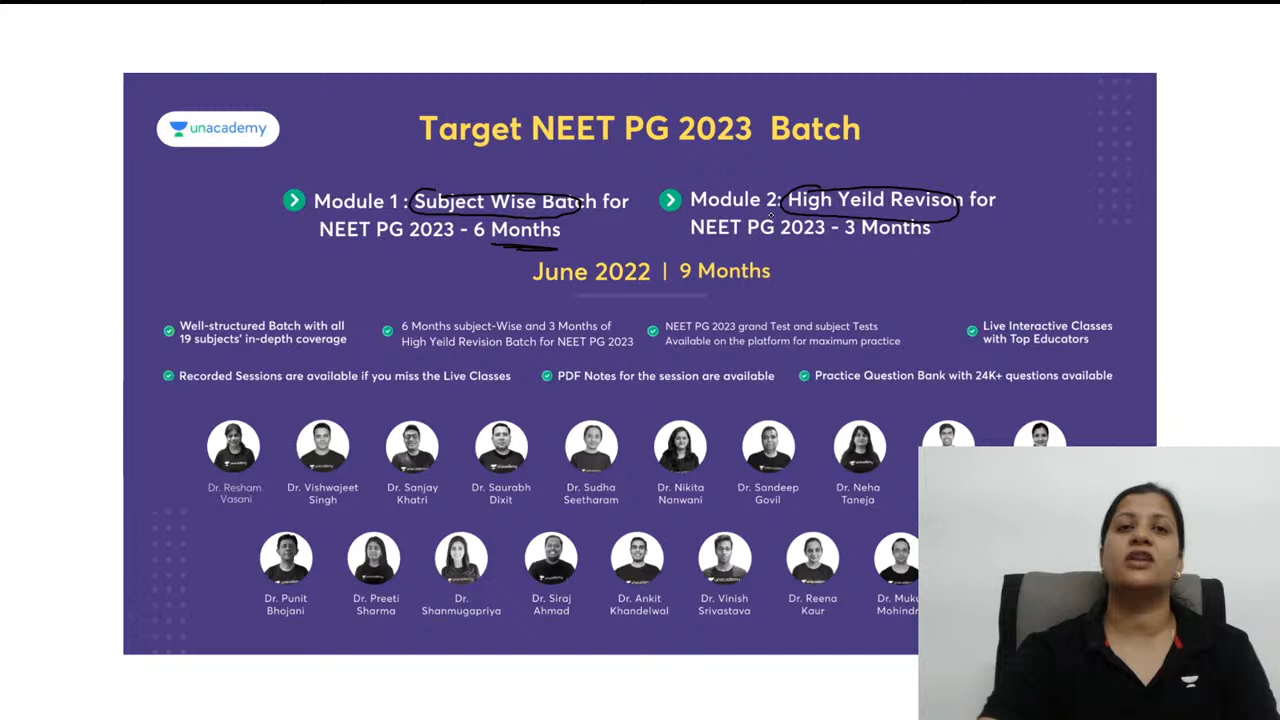 unacademy
Target NEET PG 2023 Batch
Module 1 : Subject Wise Batch for
NEET PG 2023 - 6 Months
Module 2: High Yeild Revison for
NEET PG 2023 - 3 Months
June 2022 | 9 Months
Well-structured Batch with all
19 subjects' in-depth coverage
6 Months subject-Wise and 3 Months of
High Yeild Revision Batch for NEET PG 2023
NEET PG 2023 grand Test and subject Tests
Available on the platform for maximum practice
Live Interactive Classes
with Top Educators
Recorded Sessions are available if you miss the Live Classes
PDF Notes for the session are available
Practice Question Bank with 24K+ questions available
Dr. Resham
Vasani
Dr. Vishwajeet
Singh
Dr. Sanjay
Khatri
Dr. Saurabh
Dixit
Dr. Sudha
Seetharam
Dr. Nikita
Nanwani
Dr. Sandeep
Govil
Dr. Neha
Taneja
Dr. Punit
Bhojani
Dr. Preeti
Sharma
Dr.
Shanmugapriya
Dr. Siraj
Ahmad
Dr. Ankit
Khandelwal
Dr. Vinish
Srivastava
Dr. Reena
Kaur
Dr.